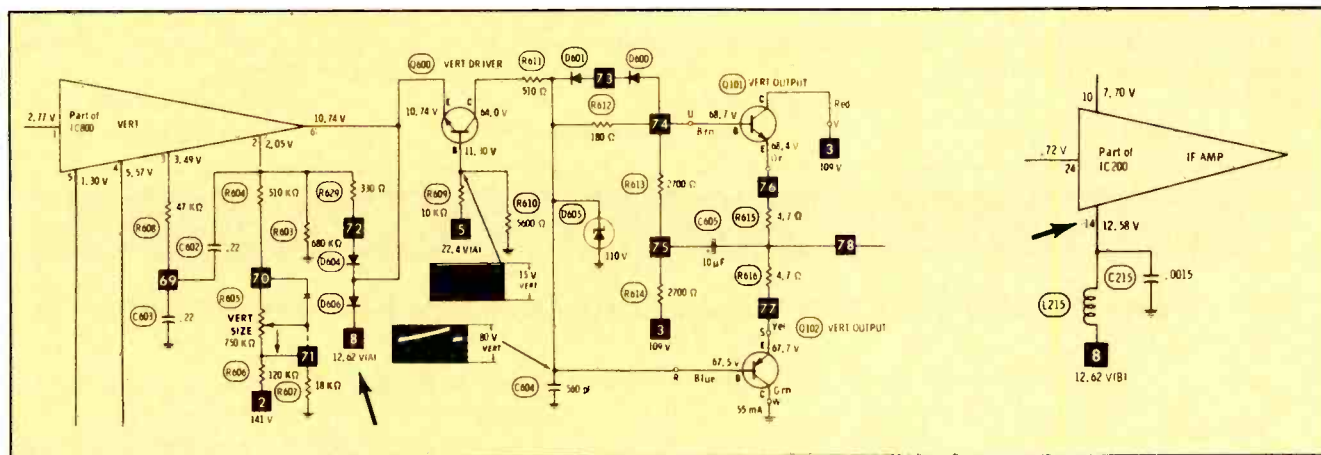 Q600
VERT DRIVER
R611
510 Ω
D601
73
D600
Q101
VERT OUTPUT
Red
V
3
109 V
2,77 V
1
Part of
IC800
VERT
10,74 V
6
10,74 V
E
C
64,0 V
B
11,30 V
R612
180 Ω
74
U
Brn
68,7 V
B
C
E
68,4 V
Or
76
R615
4,7 Ω
5
1,30 V
4
5,57 V
3
3,49 V
2
2,05 V
R608
47 KΩ
C602
.22
69
C603
.22
R604
510 KΩ
R603
680 KΩ
R629
330 Ω
72
D604
D606
8
12,62 V(A)
70
R605
VERT
SIZE
750 KΩ
71
R606
120 KΩ
R607
18 KΩ
2
141 V
R609
10 KΩ
5
22,4 V(A)
R610
5600 Ω
15 V
VERT
80 V
VERT
C604
560 pf
D605
110 V
R613
2700 Ω
75
C605
10 µF
R614
2700 Ω
3
109 V
78
R616
4,7 Ω
77
S
Yel
Q102
VERT OUTPUT
E
67,7 V
67,5 V
R
Blue
B
C
Grn
W
55 mA
10
7,70 V
.72 V
24
Part of
IC200
IF AMP
14
12,58 V
L215
C215
.0015
8
12,62 V(B)